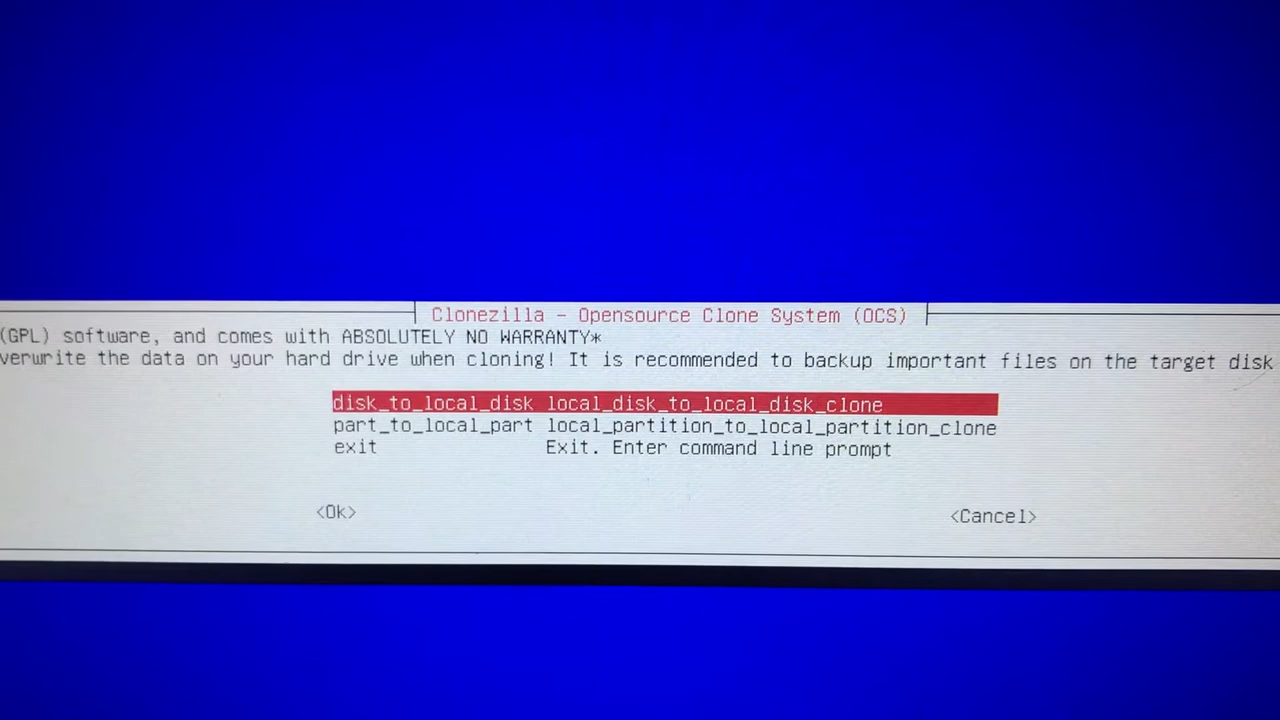 Clonezilla - Opensource Clone System (OCS)
(GPL) software, and comes with ABSOLUTELY NO WARRANTY*
verwrite the data on your hard drive when cloning! It is recommended to backup important files on the target disk
disk_to_local_disk local_disk_to_local_disk_clone
part_to_local_part local_partition_to_local_partition_clone
exit Exit. Enter command line prompt
<Ok> <Cancel>